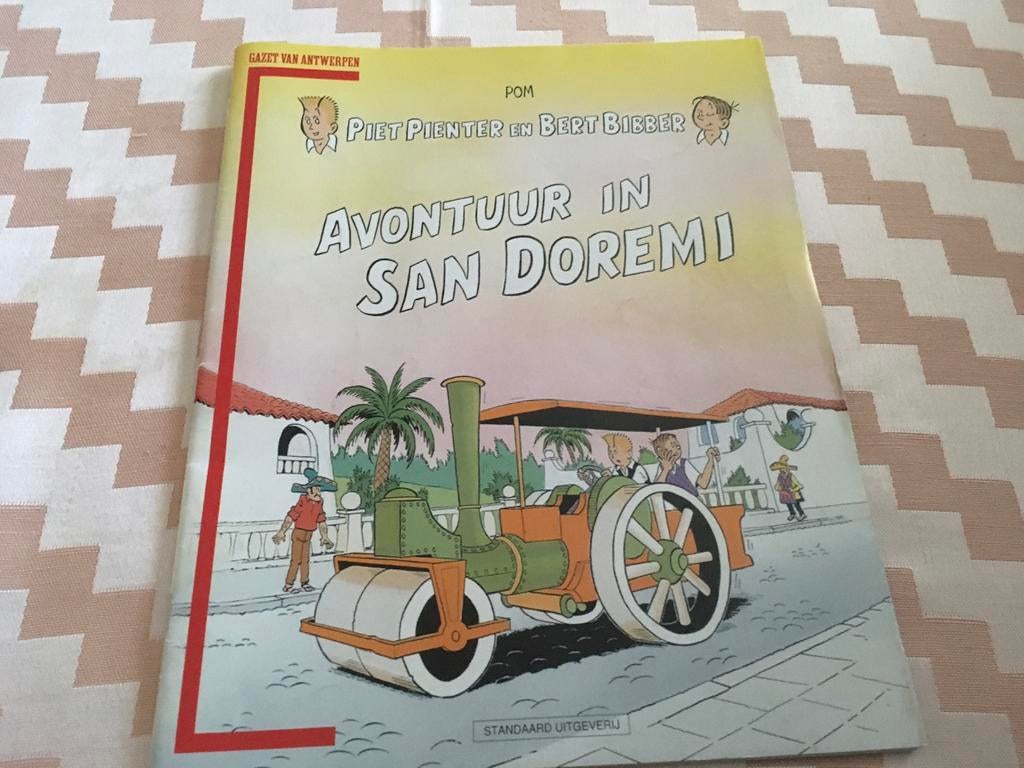 GAZET VAN ANTWERPEN
POM
PIET PIENTER EN BERT BIBBER
AVONTUUR IN
SAN DOREMI
STANDAARD UITGEVERIJ